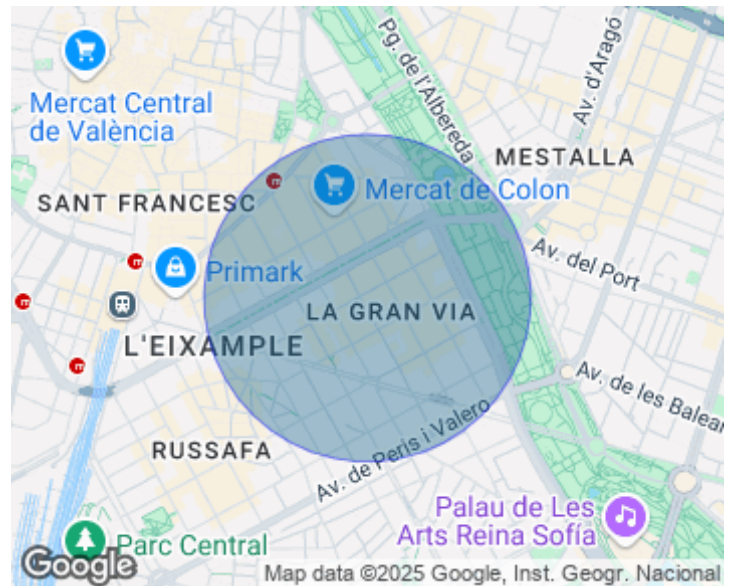 Pg. de l'Albereda
Av. d'Aragó
Mercat Central
de València
MESTALLA
SANT FRANCESC
Mercat de Colon
Av. del Port
Primark
LA GRAN VIA
L'EIXAMPLE
Av. de les Balear
RUSSAFA
Av. de Peris i Valero
Palau de Les
Arts Reina Sofía
Parc Central
Google
Map data ©2025 Google, Inst. Geogr. Nacional